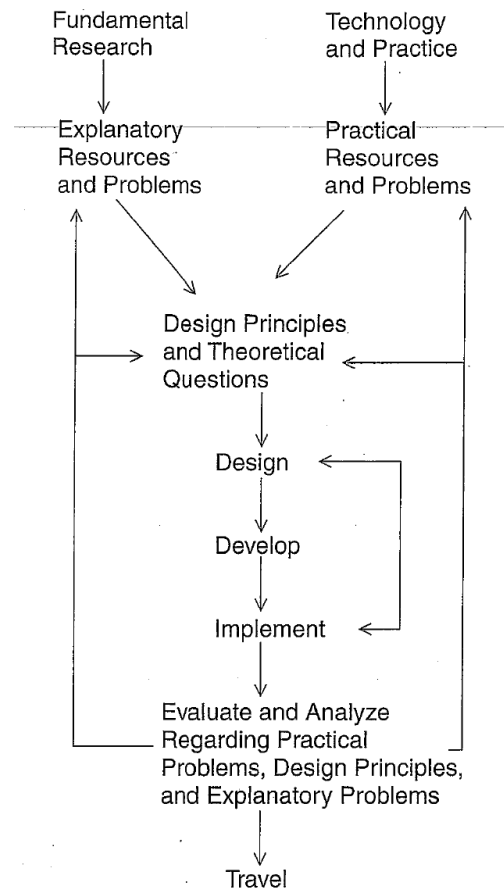 Fundamental
Research
Technology
and Practice
Explanatory
Resources
and Problems
Practical
Resources
and Problems
Design Principles
and Theoretical
Questions
Design
Develop
Implement
Evaluate and Analyze
Regarding Practical
Problems, Design Principles,
and Explanatory Problems
Travel